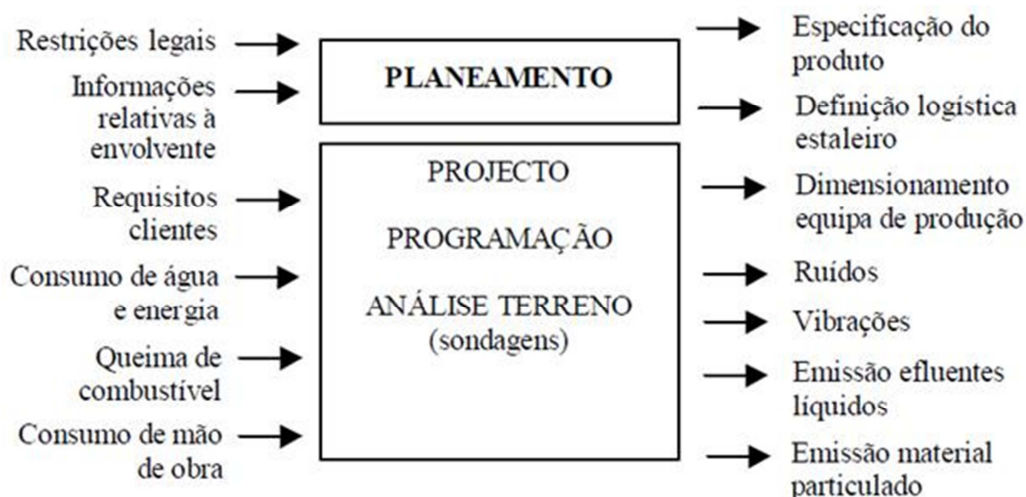 Restrições legais
Informações
relativas à
envolvente
Requisitos
clientes
Consumo de água
e energia
Queima de
combustível
Consumo de mão
de obra
PLANEAMENTO
PROJECTO
PROGRAMAÇÃO
ANÁLISE TERRENO
(sondagens)
Especificação do
produto
Definição logística
estaleiro
Dimensionamento
equipa de produção
Ruídos
Vibrações
Emissão efluentes
líquidos
Emissão material
particulado